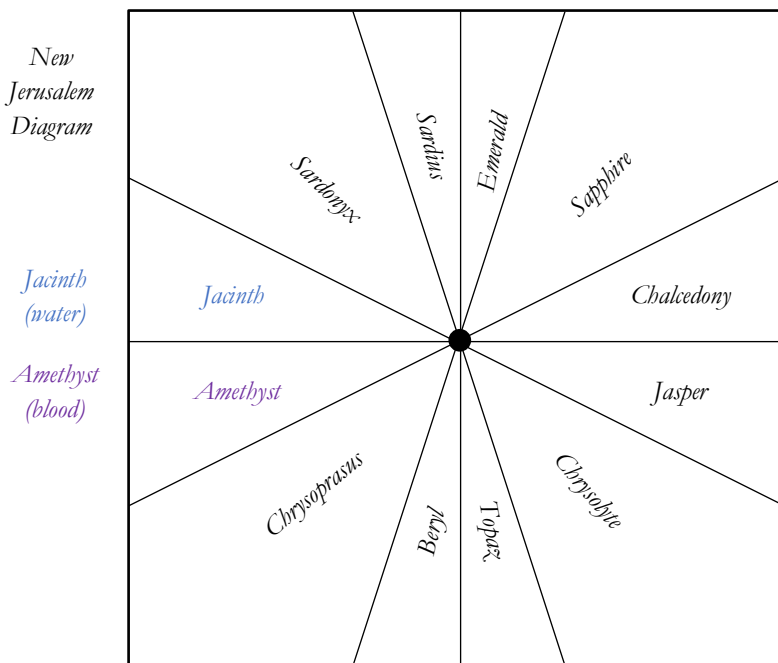 New
Jerusalem
Diagram
Sardius
Emerald
Sardonyx
Sapphire
Jacinth
(water)
Jacinth
Chalcedony
Amethyst
(blood)
Amethyst
Jasper
Chrysoprasus
Beryl
Topaz
Chrysolyte